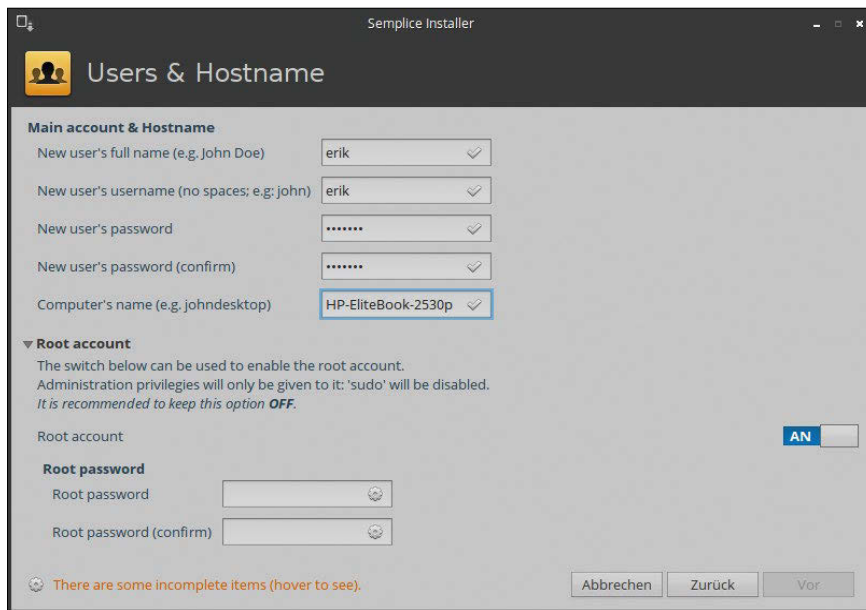 Semplice Installer
Users & Hostname
Main account & Hostname
New user's full name (e.g. John Doe)
erik
New user's username (no spaces; e.g: john)
erik
New user's password
•••••••
New user's password (confirm)
•••••••
Computer's name (e.g. johndesktop)
HP-EliteBook-2530p
Root account
The switch below can be used to enable the root account.
Administration privilegies will only be given to it: 'sudo' will be disabled.
It is recommended to keep this option OFF.
Root account
AN
Root password
Root password
Root password (confirm)
There are some incomplete items (hover to see).
Abbrechen
Zurück
Vor